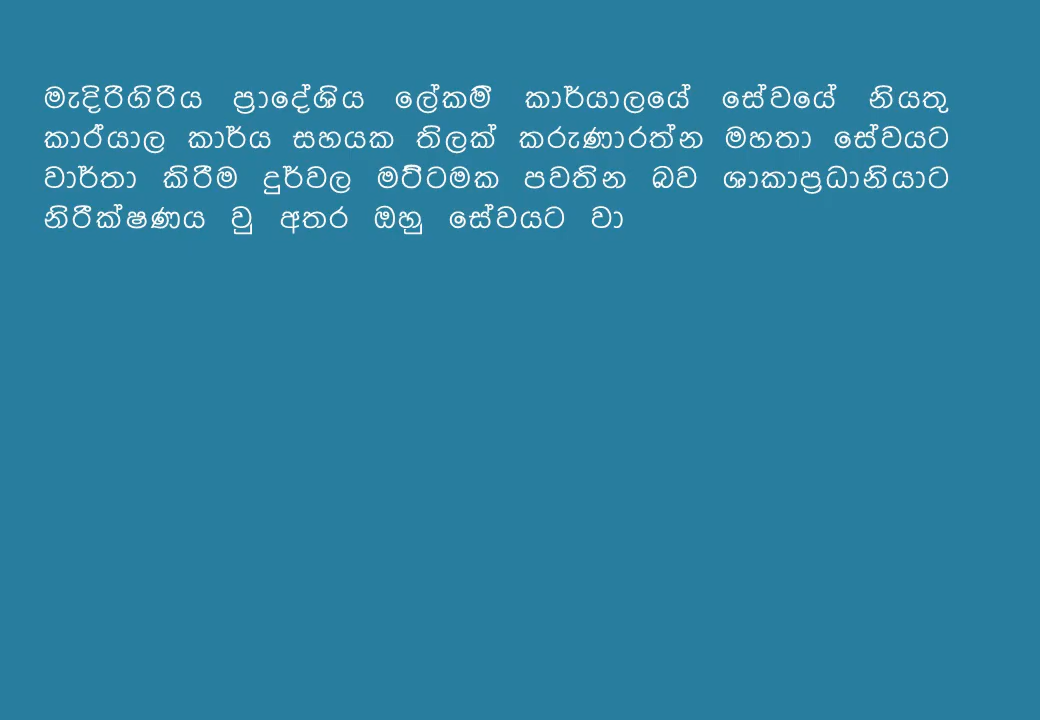 මැදිරිගිරිය ප්‍රාදේශිය ලේකම් කාර්යාලයේ සේවයේ නියතු
කාර්යාල කාර්ය සහයක තිලක් කරුණාරත්න මහතා සේවයට
වාර්තා කිරීම දුර්වල මට්ටමක පවතින බව ශාකාප්‍රධානියාට
නිරීක්ෂණය වු අතර ඔහු සේවයට වා